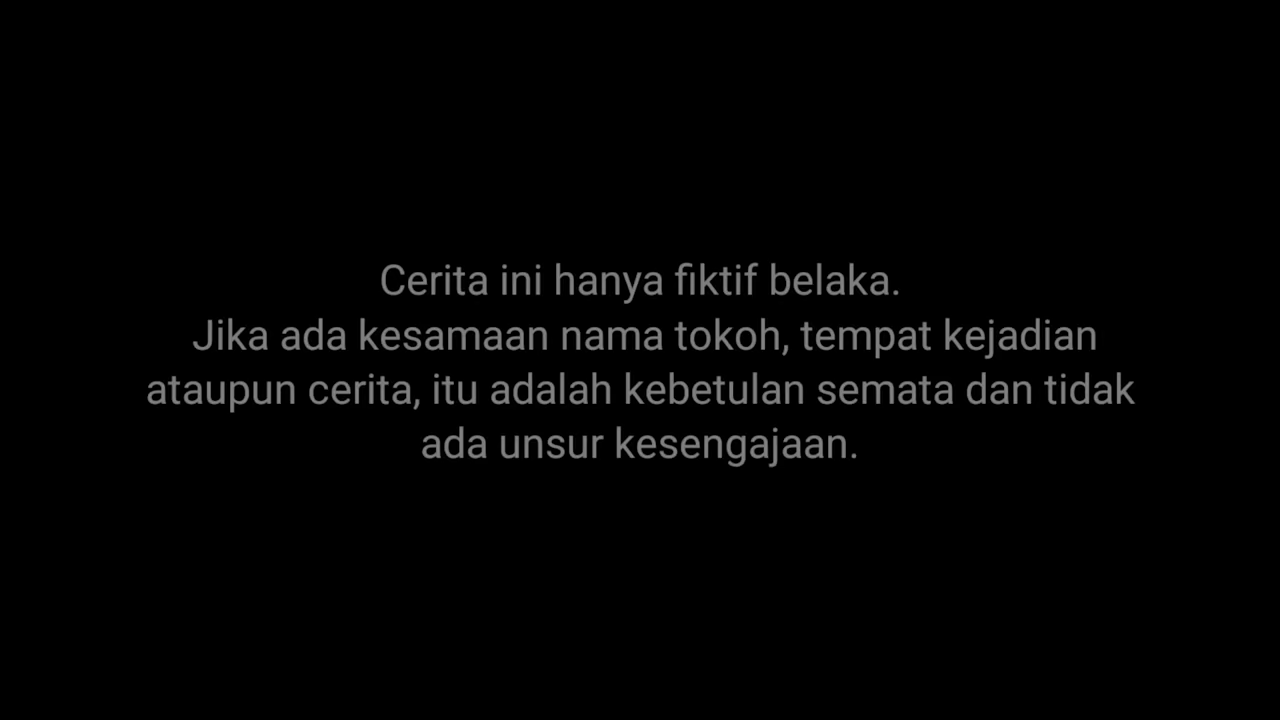 Cerita ini hanya fiktif belaka.
Jika ada kesamaan nama tokoh, tempat kejadian
ataupun cerita, itu adalah kebetulan semata dan tidak
ada unsur kesengajaan.